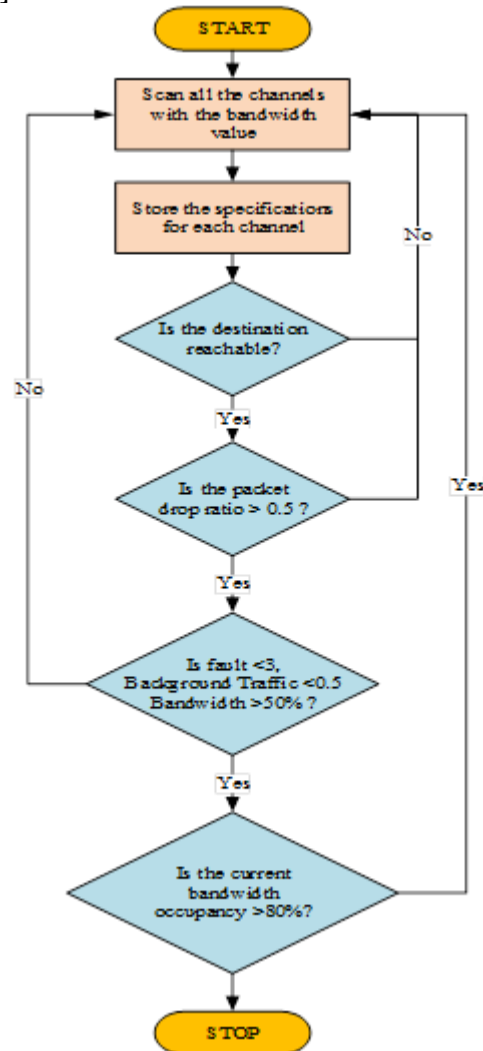 START
Scan all the channels
with the bandwidth
value
Store the specifications
for each channel
No
Is the destination
reachable?
No
Yes
Yes
Is the packet
drop ratio > 0.5 ?
Yes
Is fault <3,
Background Traffic <0.5
Bandwidth >50% ?
Yes
Is the current
bandwidth
occupancy >80%?
STOP